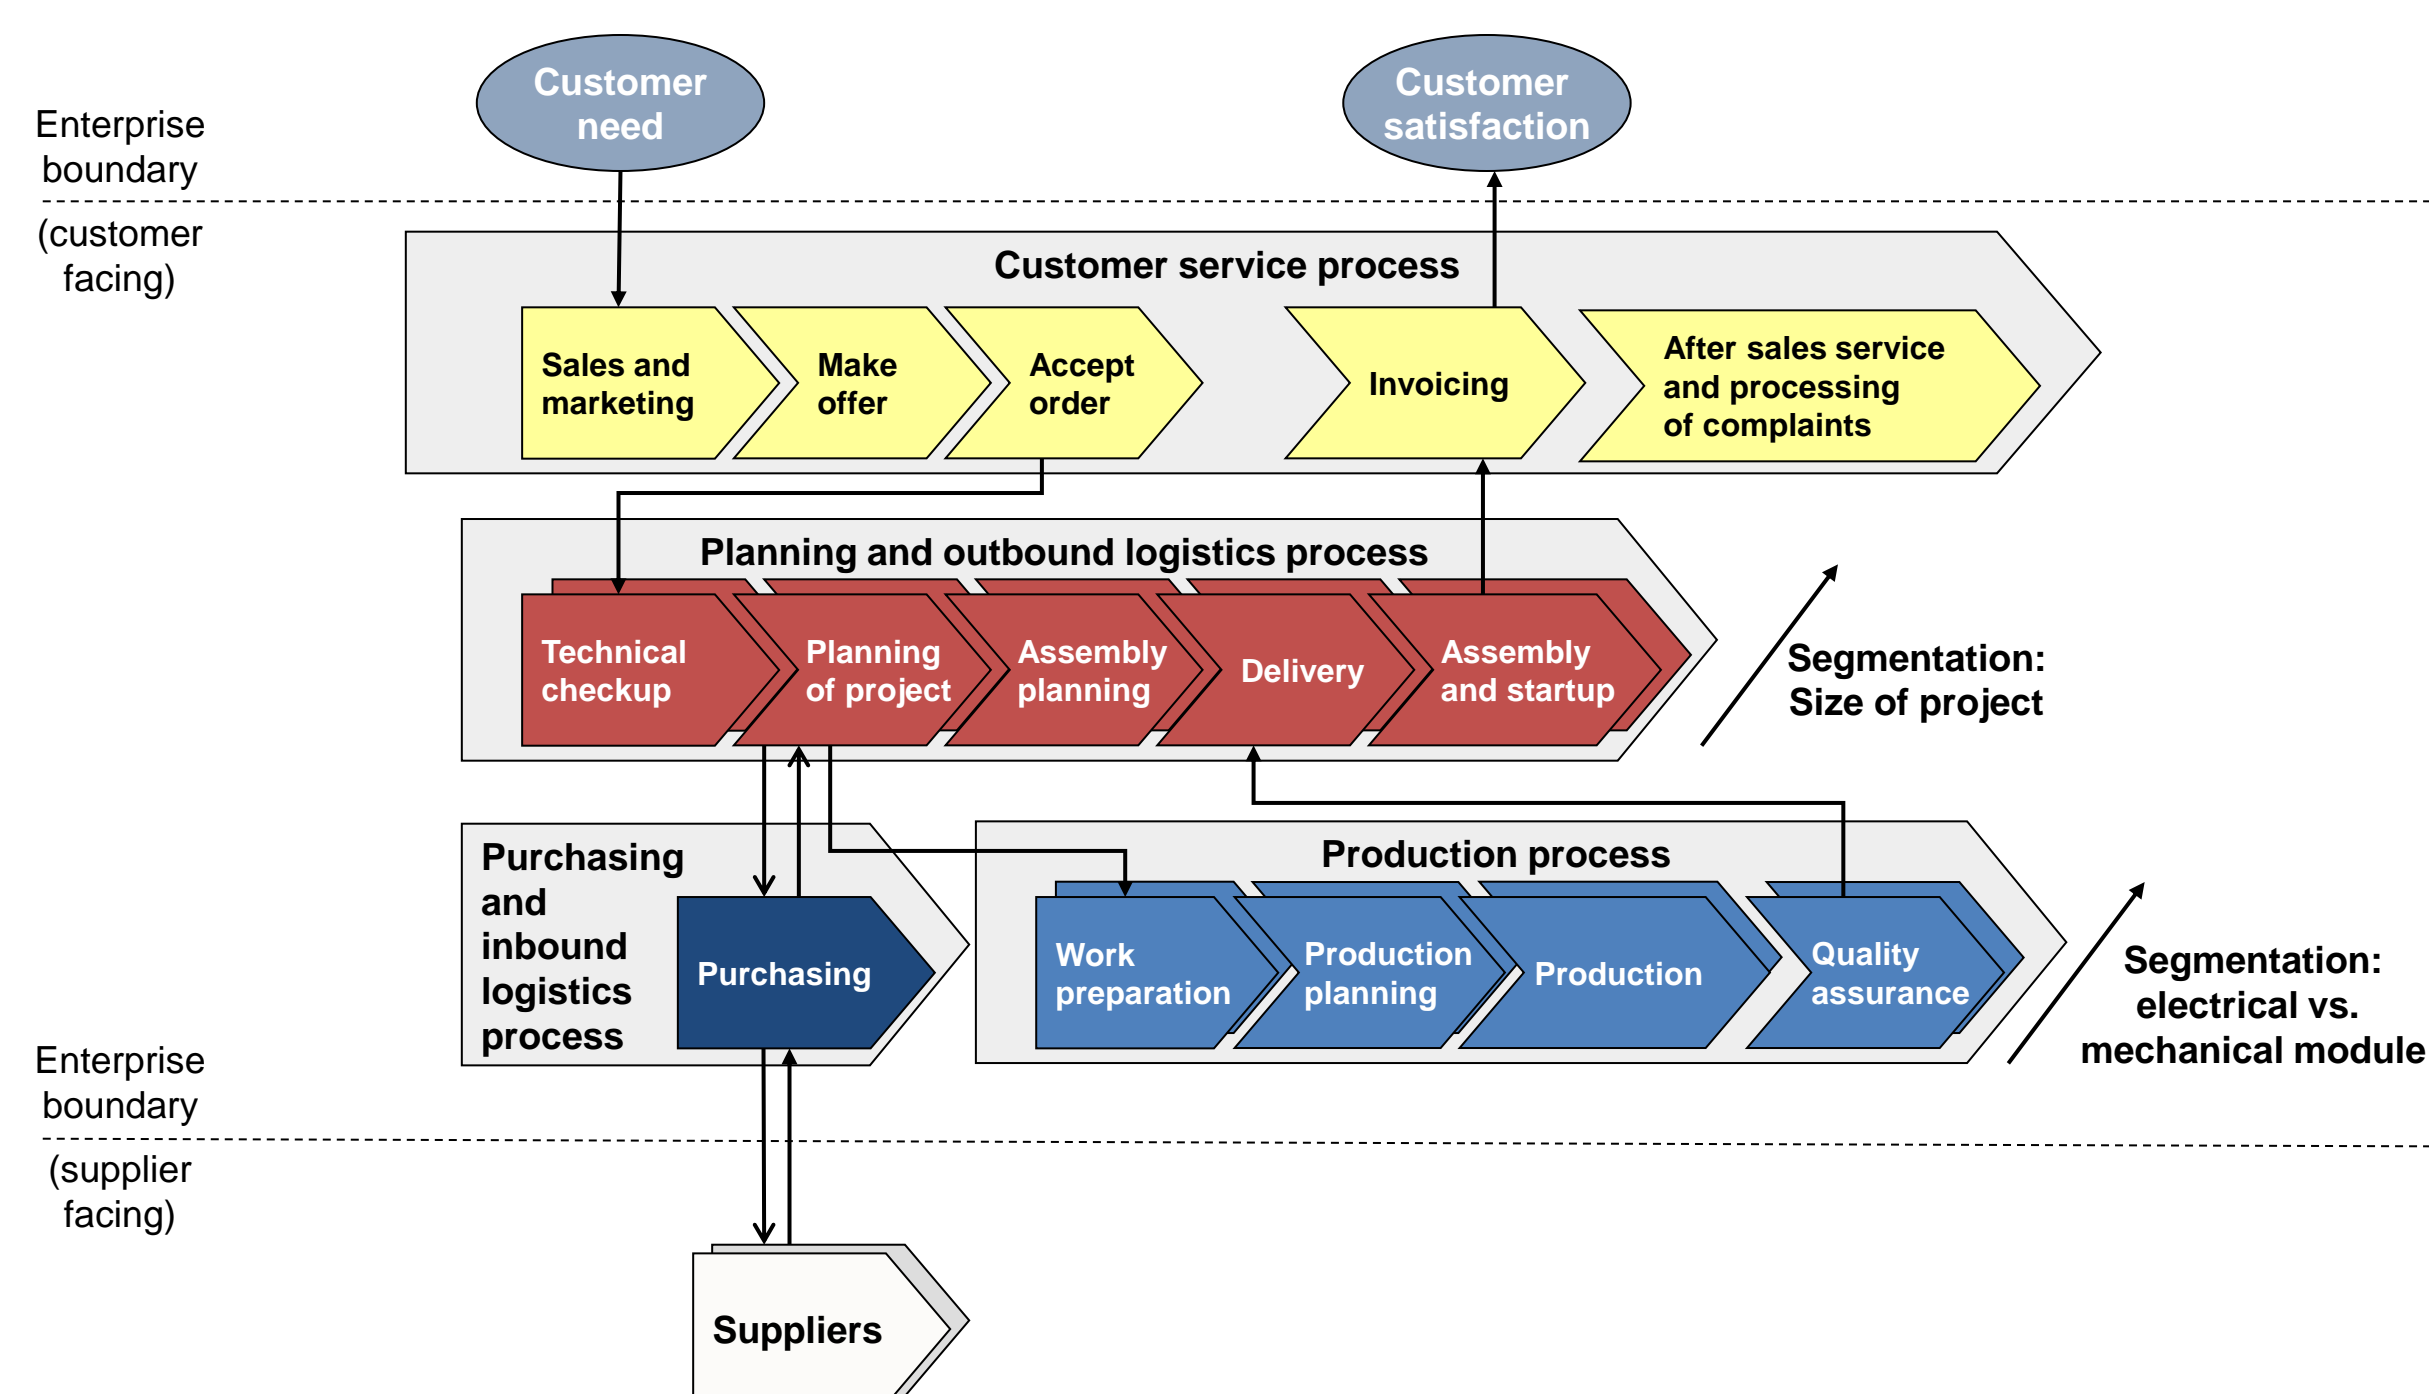 Customer
need
Customer
satisfaction
Enterprise
boundary
(customer
facing)
Customer service process
Sales and
marketing
Make
offer
Accept
order
Invoicing
After sales service
and processing
of complaints
Planning and outbound logistics process
Technical
checkup
Planning
of project
Assembly
planning
Delivery
Assembly
and startup
Segmentation:
Size of project
Purchasing
and
inbound
logistics
process
Purchasing
Production process
Work
preparation
Production
planning
Production
Quality
assurance
Segmentation:
electrical vs.
mechanical module
Enterprise
boundary
(supplier
facing)
Suppliers